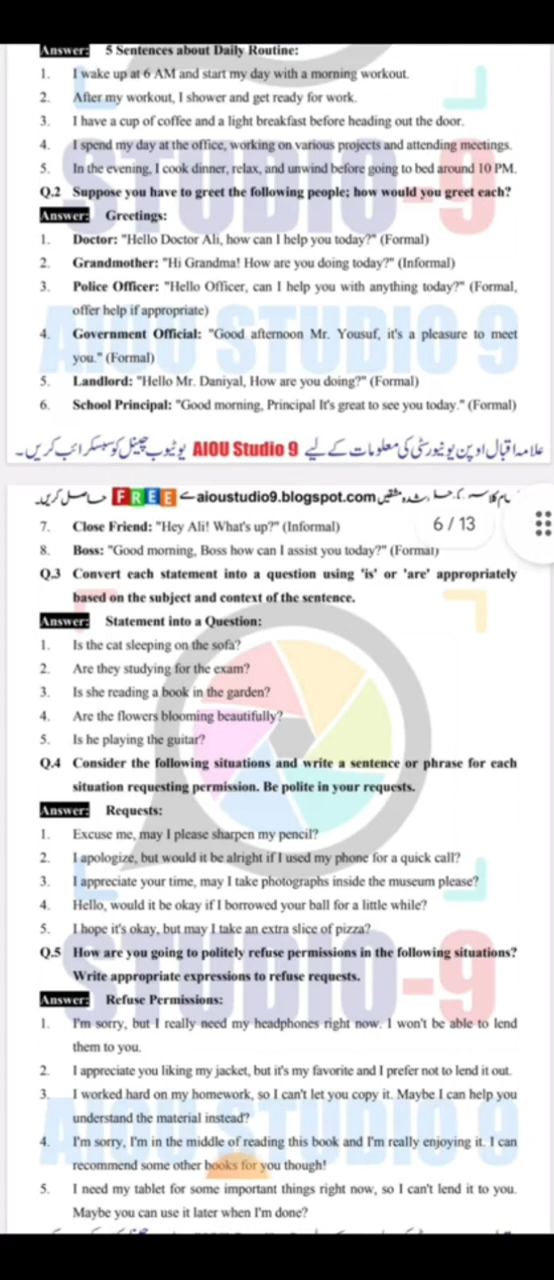 Answer: 5 Sentences about Daily Routine:
1. I wake up at 6 AM and start my day with a morning workout.
2. After my workout, I shower and get ready for work.
3. I have a cup of coffee and a light breakfast before heading out the door.
4. I spend my day at the office, working on various projects and attending meetings.
5. In the evening, I cook dinner, relax, and unwind before going to bed around 10 PM.
Q.2 Suppose you have to greet the following people; how would you greet each?
Answer: Greetings:
1. Doctor: "Hello Doctor Ali, how can I help you today?" (Formal)
2. Grandmother: "Hi Grandma! How are you doing today?" (Informal)
3. Police Officer: "Hello Officer, can I help you with anything today?" (Formal,
offer help if appropriate)
4. Government Official: "Good afternoon Mr. Yousuf, it's a pleasure to meet
you." (Formal)
5. Landlord: "Hello Mr. Daniyal, How are you doing?" (Formal)
6. School Principal: "Good morning, Principal It's great to see you today." (Formal)
علامہ اقبال اوپن یونیورسٹی کی معلومات کے لیے AIOU Studio 9 یوٹیوب چینل کو سبسکرائب کریں۔
حاصل کریں FREE aioustudio9.blogspot.com
7. Close Friend: "Hey Ali! What's up?" (Informal)
6 / 13
8. Boss: "Good morning, Boss how can I assist you today?" (Formal)
Q.3 Convert each statement into a question using 'is' or 'are' appropriately
based on the subject and context of the sentence.
Answer: Statement into a Question:
1. Is the cat sleeping on the sofa?
2. Are they studying for the exam?
3. Is she reading a book in the garden?
4. Are the flowers blooming beautifully?
5. Is he playing the guitar?
Q.4 Consider the following situations and write a sentence or phrase for each
situation requesting permission. Be polite in your requests.
Answer: Requests:
1. Excuse me, may I please sharpen my pencil?
2. I apologize, but would it be alright if I used my phone for a quick call?
3. I appreciate your time, may I take photographs inside the museum please?
4. Hello, would it be okay if I borrowed your ball for a little while?
5. I hope it's okay, but may I take an extra slice of pizza?
Q.5 How are you going to politely refuse permissions in the following situations?
Write appropriate expressions to refuse requests.
Answer: Refuse Permissions:
1. I'm sorry, but I really need my headphones right now. I won't be able to lend
them to you.
2. I appreciate you liking my jacket, but it's my favorite and I prefer not to lend it out.
3. I worked hard on my homework, so I can't let you copy it. Maybe I can help you
understand the material instead?
4. I'm sorry, I'm in the middle of reading this book and I'm really enjoying it. I can
recommend some other books for you though!
5. I need my tablet for some important things right now, so I can't lend it to you.
Maybe you can use it later when I'm done?